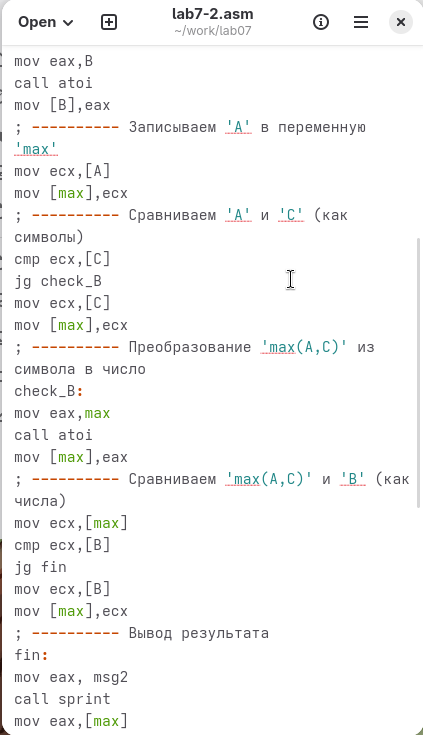 Open
lab7-2.asm
~/work/lab07
mov eax,B
call atoi
mov [B],eax
; ---------- Записываем 'A' в переменную
'max'
mov ecx,[A]
mov [max],ecx
; ---------- Сравниваем 'A' и 'C' (как
символы)
cmp ecx,[C]
jg check_B
mov ecx,[C]
mov [max],ecx
; ---------- Преобразование 'max(A,C)' из
символа в число
check_B:
mov eax,max
call atoi
mov [max],eax
; ---------- Сравниваем 'max(A,C)' и 'B' (как
числа)
mov ecx,[max]
cmp ecx,[B]
jg fin
mov ecx,[B]
mov [max],ecx
; ---------- Вывод результата
fin:
mov eax, msg2
call sprint
mov eax,[max]